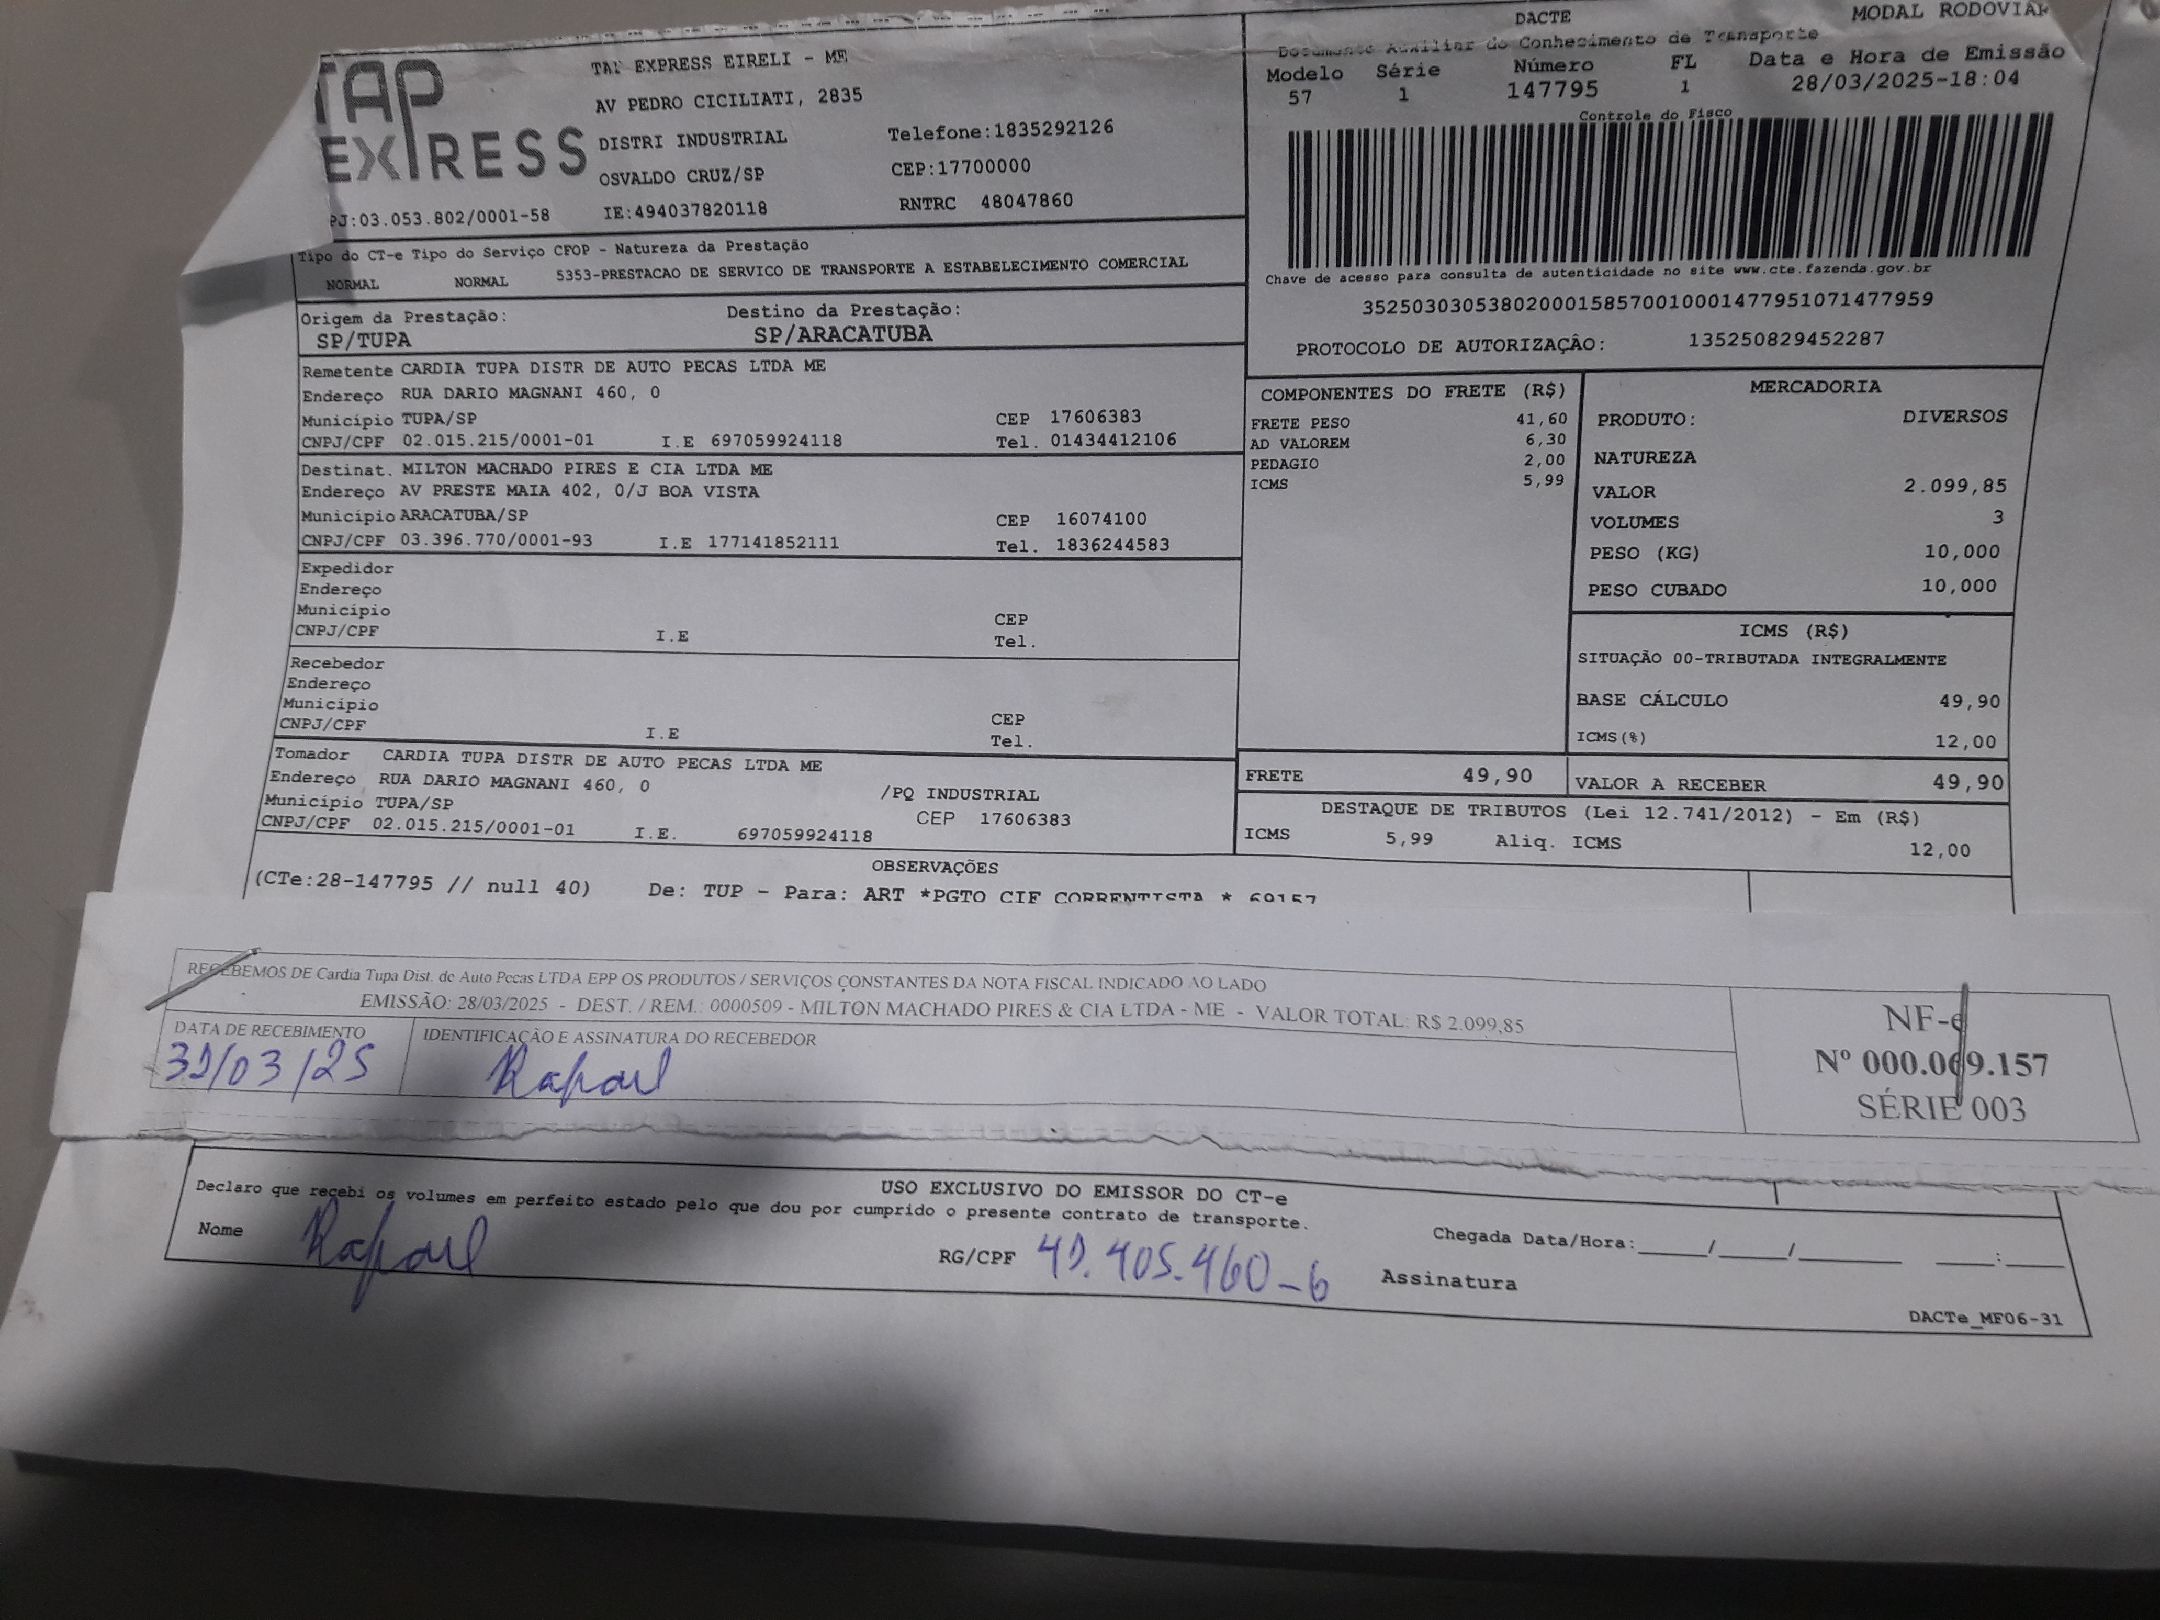 TAP EXPRESS
TAP EXPRESS EIRELI - ME
AV PEDRO CICILIATI, 2835
DISTRI INDUSTRIAL Telefone:1835292126
OSVALDO CRUZ/SP CEP:17700000
PJ:03.053.802/0001-58 IE:494037820118 RNTRC 48047860
DACTE MODAL RODOVIAR
Documento Auxiliar do Conhecimento de Transporte
Modelo Série Número FL Data e Hora de Emissão
57 1 147795 1 28/03/2025-18:04
Controle do Fisco
Chave de acesso para consulta de autenticidade no site www.cte.fazenda.gov.br
35250303053802000158570010001477951071477959
PROTOCOLO DE AUTORIZAÇÃO: 135250829452287
Tipo do CT-e Tipo do Serviço CFOP - Natureza da Prestação
NORMAL NORMAL 5353-PRESTACAO DE SERVICO DE TRANSPORTE A ESTABELECIMENTO COMERCIAL
Origem da Prestação: Destino da Prestação:
SP/TUPA SP/ARACATUBA
Remetente CARDIA TUPA DISTR DE AUTO PECAS LTDA ME
Endereço RUA DARIO MAGNANI 460, 0
Município TUPA/SP CEP 17606383
CNPJ/CPF 02.015.215/0001-01 I.E 697059924118 Tel. 01434412106
Destinat. MILTON MACHADO PIRES E CIA LTDA ME
Endereço AV PRESTE MAIA 402, 0/J BOA VISTA
Município ARACATUBA/SP CEP 16074100
CNPJ/CPF 03.396.770/0001-93 I.E 177141852111 Tel. 1836244583
Expedidor
Endereço
Município CEP
CNPJ/CPF I.E Tel.
Recebedor
Endereço
Município CEP
CNPJ/CPF I.E Tel.
Tomador CARDIA TUPA DISTR DE AUTO PECAS LTDA ME
Endereço RUA DARIO MAGNANI 460, 0 /PQ INDUSTRIAL
Município TUPA/SP CEP 17606383
CNPJ/CPF 02.015.215/0001-01 I.E. 697059924118
COMPONENTES DO FRETE (R$)
FRETE PESO 41,60
AD VALOREM 6,30
PEDAGIO 2,00
ICMS 5,99
MERCADORIA
PRODUTO: DIVERSOS
NATUREZA
VALOR 2.099,85
VOLUMES 3
PESO (KG) 10,000
PESO CUBADO 10,000
ICMS (R$)
SITUAÇÃO 00-TRIBUTADA INTEGRALMENTE
BASE CÁLCULO 49,90
ICMS(%) 12,00
FRETE 49,90 VALOR A RECEBER 49,90
DESTAQUE DE TRIBUTOS (Lei 12.741/2012) - Em (R$)
ICMS 5,99 Aliq. ICMS 12,00
OBSERVAÇÕES
(CTe:28-147795 // null 40) De: TUP - Para: ART *PGTO CIF CORRENTISTA * 69157
RECEBEMOS DE Cardia Tupa Dist. de Auto Pecas LTDA EPP OS PRODUTOS / SERVIÇOS CONSTANTES DA NOTA FISCAL INDICADO AO LADO
EMISSÃO: 28/03/2025 - DEST. / REM.: 0000509 - MILTON MACHADO PIRES & CIA LTDA - ME - VALOR TOTAL: R$ 2.099,85
DATA DE RECEBIMENTO IDENTIFICAÇÃO E ASSINATURA DO RECEBEDOR
31/03/25 Rafael
NF-e
Nº 000.069.157
SÉRIE 003
USO EXCLUSIVO DO EMISSOR DO CT-e
Declaro que recebi os volumes em perfeito estado pelo que dou por cumprido o presente contrato de transporte.
Nome Rafael RG/CPF 41.405.460-6 Chegada Data/Hora:_____/_____/________ ____:____
Assinatura
DACTe_MF06-31